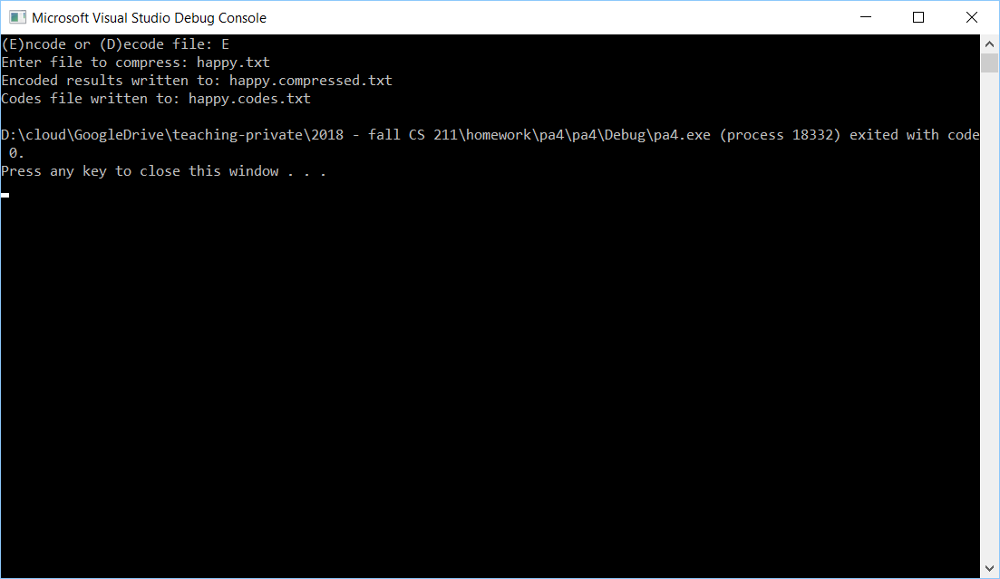 Microsoft Visual Studio Debug Console
(E)ncode or (D)ecode file: E
Enter file to compress: happy.txt
Encoded results written to: happy.compressed.txt
Codes file written to: happy.codes.txt
D:\cloud\GoogleDrive\teaching-private\2018 - fall CS 211\homework\pa4\pa4\Debug\pa4.exe (process 18332) exited with code
 0.
Press any key to close this window . . .